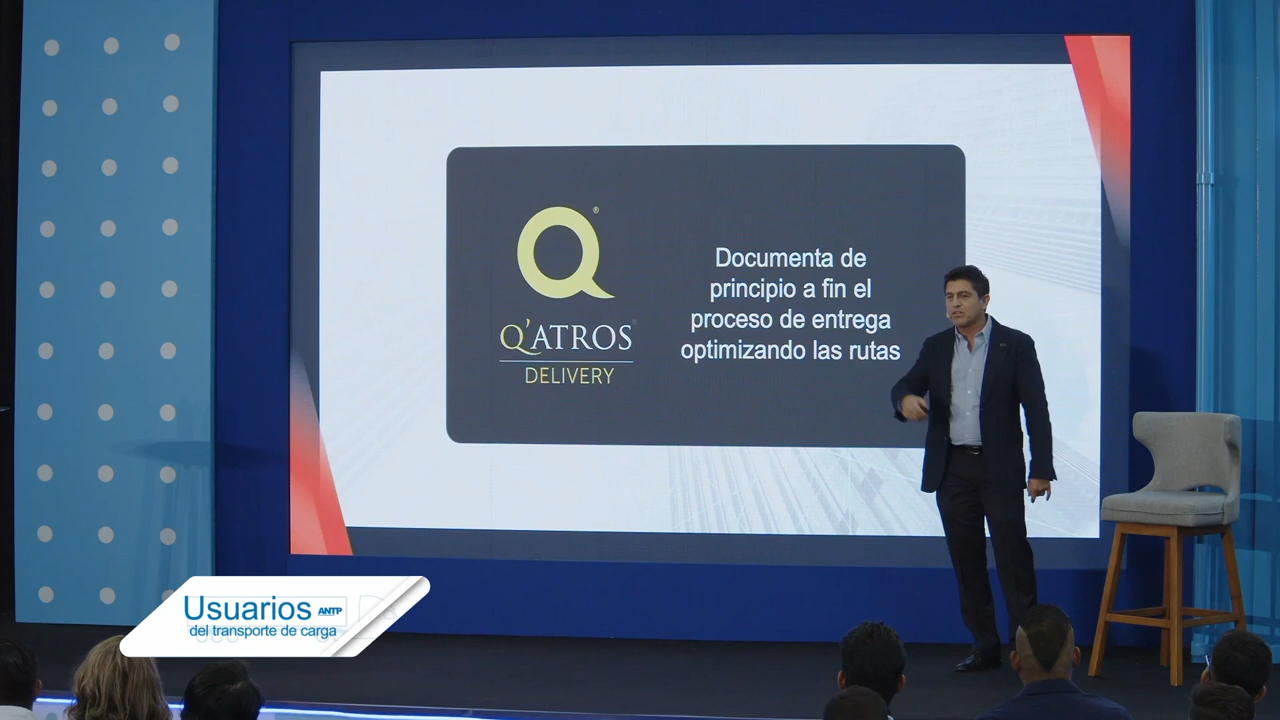 Q®
Q'ATROS®
DELIVERY
Documenta de
principio a fin el
proceso de entrega
optimizando las rutas
Usuarios ANTP
del transporte de carga